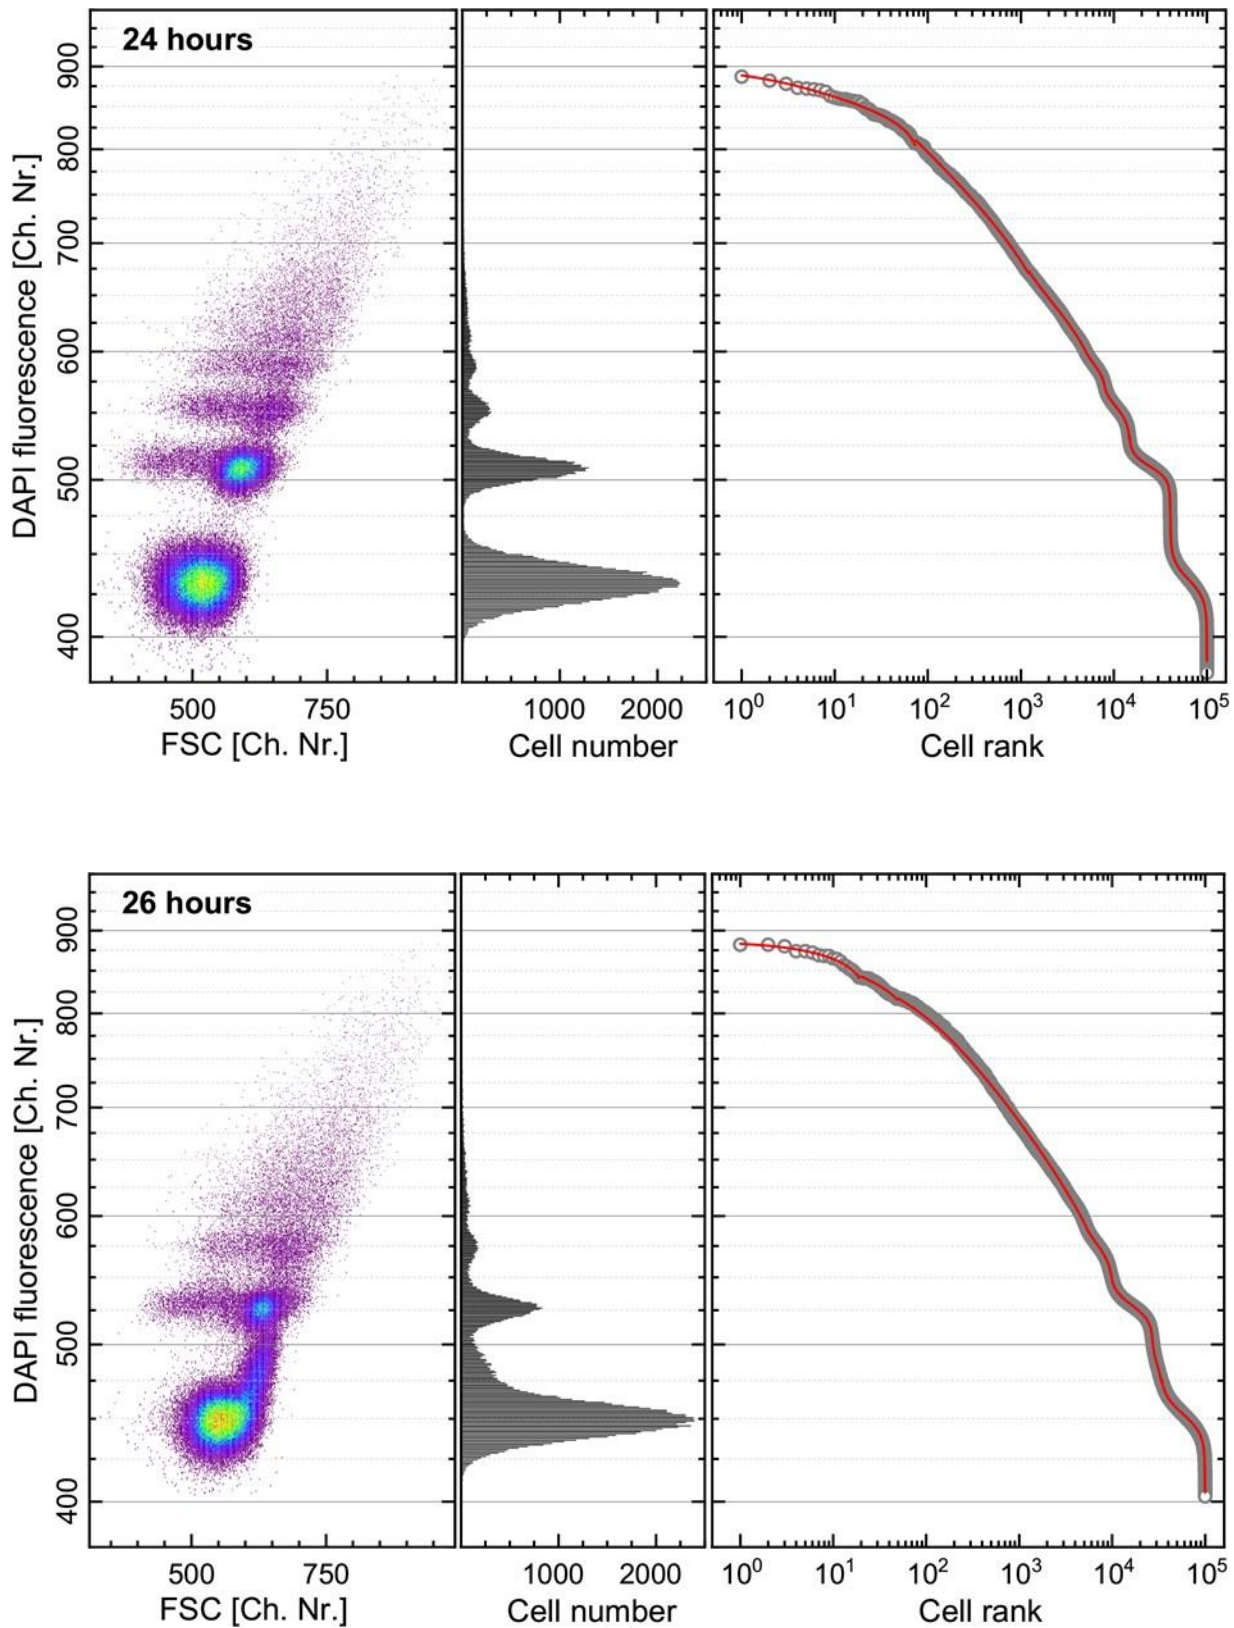 24 hours
DAPI fluorescence [Ch. Nr.]
900
800
700
600
500
400
500 750
1000 2000
10⁰ 10¹ 10² 10³ 10⁴ 10⁵
FSC [Ch. Nr.]
Cell number
Cell rank
26 hours
DAPI fluorescence [Ch. Nr.]
900
800
700
600
500
400
500 750
1000 2000
10⁰ 10¹ 10² 10³ 10⁴ 10⁵
FSC [Ch. Nr.]
Cell number
Cell rank